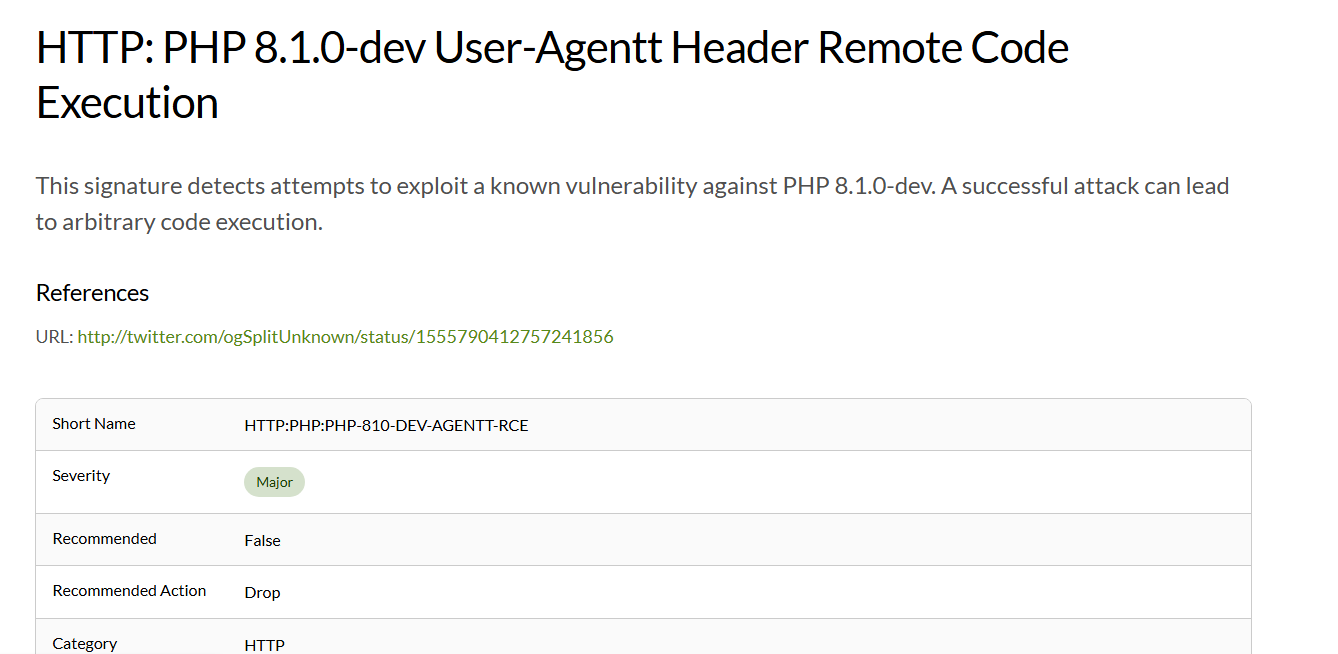 HTTP: PHP 8.1.0-dev User-Agentt Header Remote Code
Execution
This signature detects attempts to exploit a known vulnerability against PHP 8.1.0-dev. A successful attack can lead
to arbitrary code execution.
References
URL: http://twitter.com/ogSplitUnknown/status/1555790412757241856
Short Name HTTP:PHP:PHP-810-DEV-AGENTT-RCE
Severity Major
Recommended False
Recommended Action Drop
Category HTTP